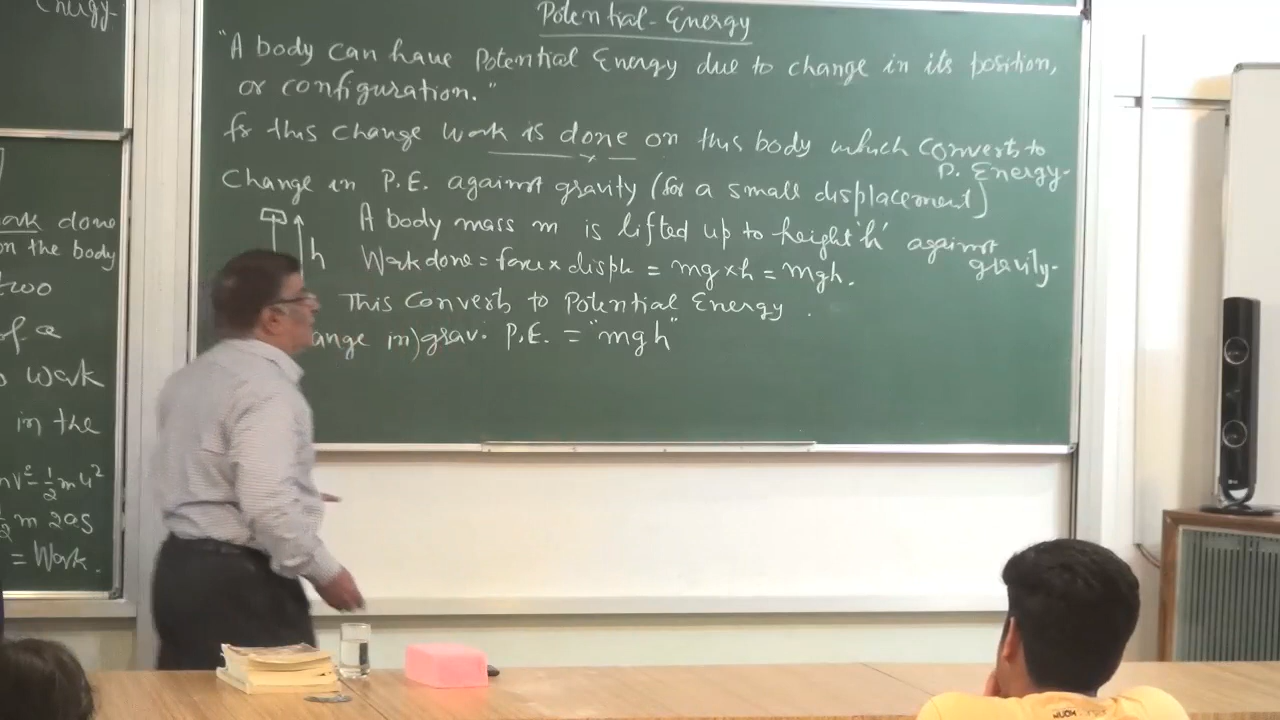 Energy
ork done
on the body
two
of a
work
in the
= Work.
Potential-Energy
"A body can have Potential Energy due to change in its position,
or configuration."
for this change work is done on this body which converts to
P. Energy.
Change in P.E. against gravity (for a small displacement)
h
A body mass m is lifted up to height 'h' against
gravity.
Work done = force × displ. = mg × h = mgh.
This converts to Potential Energy.
ange in) grav. P.E. = "mgh"